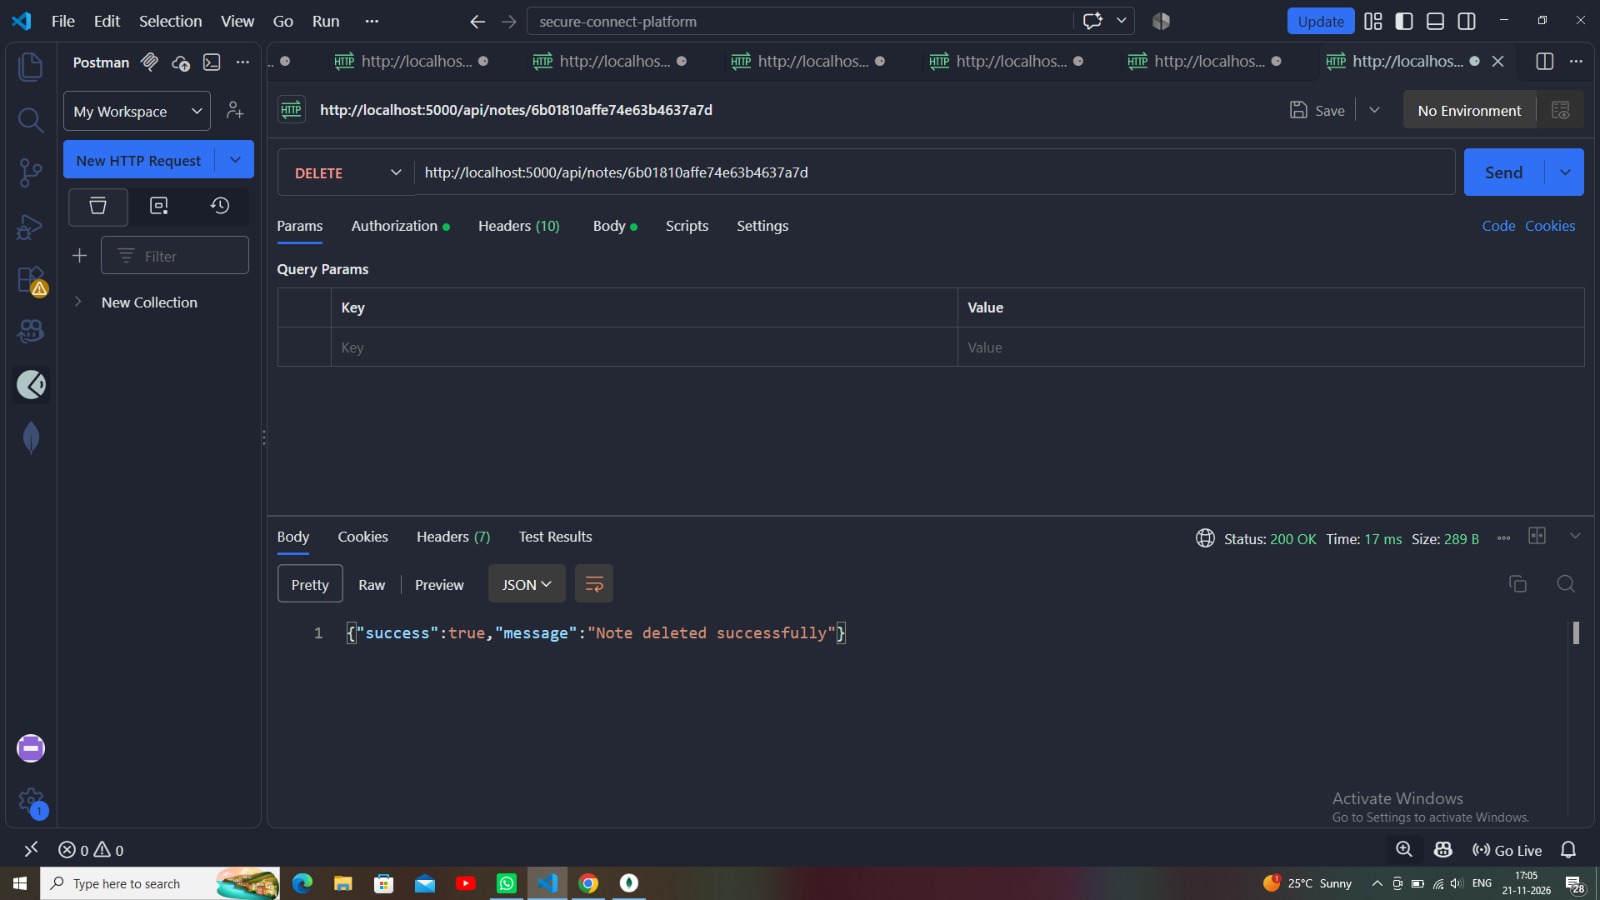 File Edit Selection View Go Run ···
secure-connect-platform
Update
Postman
.. http://localhos... http://localhos... http://localhos... http://localhos... http://localhos... http://localhos...
My Workspace
HTTP http://localhost:5000/api/notes/6b01810affe74e63b4637a7d
Save
No Environment
New HTTP Request
DELETE
http://localhost:5000/api/notes/6b01810affe74e63b4637a7d
Send
Params Authorization Headers (10) Body Scripts Settings
Code Cookies
Filter
Query Params
New Collection
Key Value
Key Value
Body Cookies Headers (7) Test Results
Status: 200 OK Time: 17 ms Size: 289 B
Pretty Raw Preview JSON
1 {"success":true,"message":"Note deleted successfully"}
Activate Windows
Go to Settings to activate Windows.
1
0 0
Go Live
Type here to search
1 25°C Sunny
ENG
17:05
21-11-2026
28